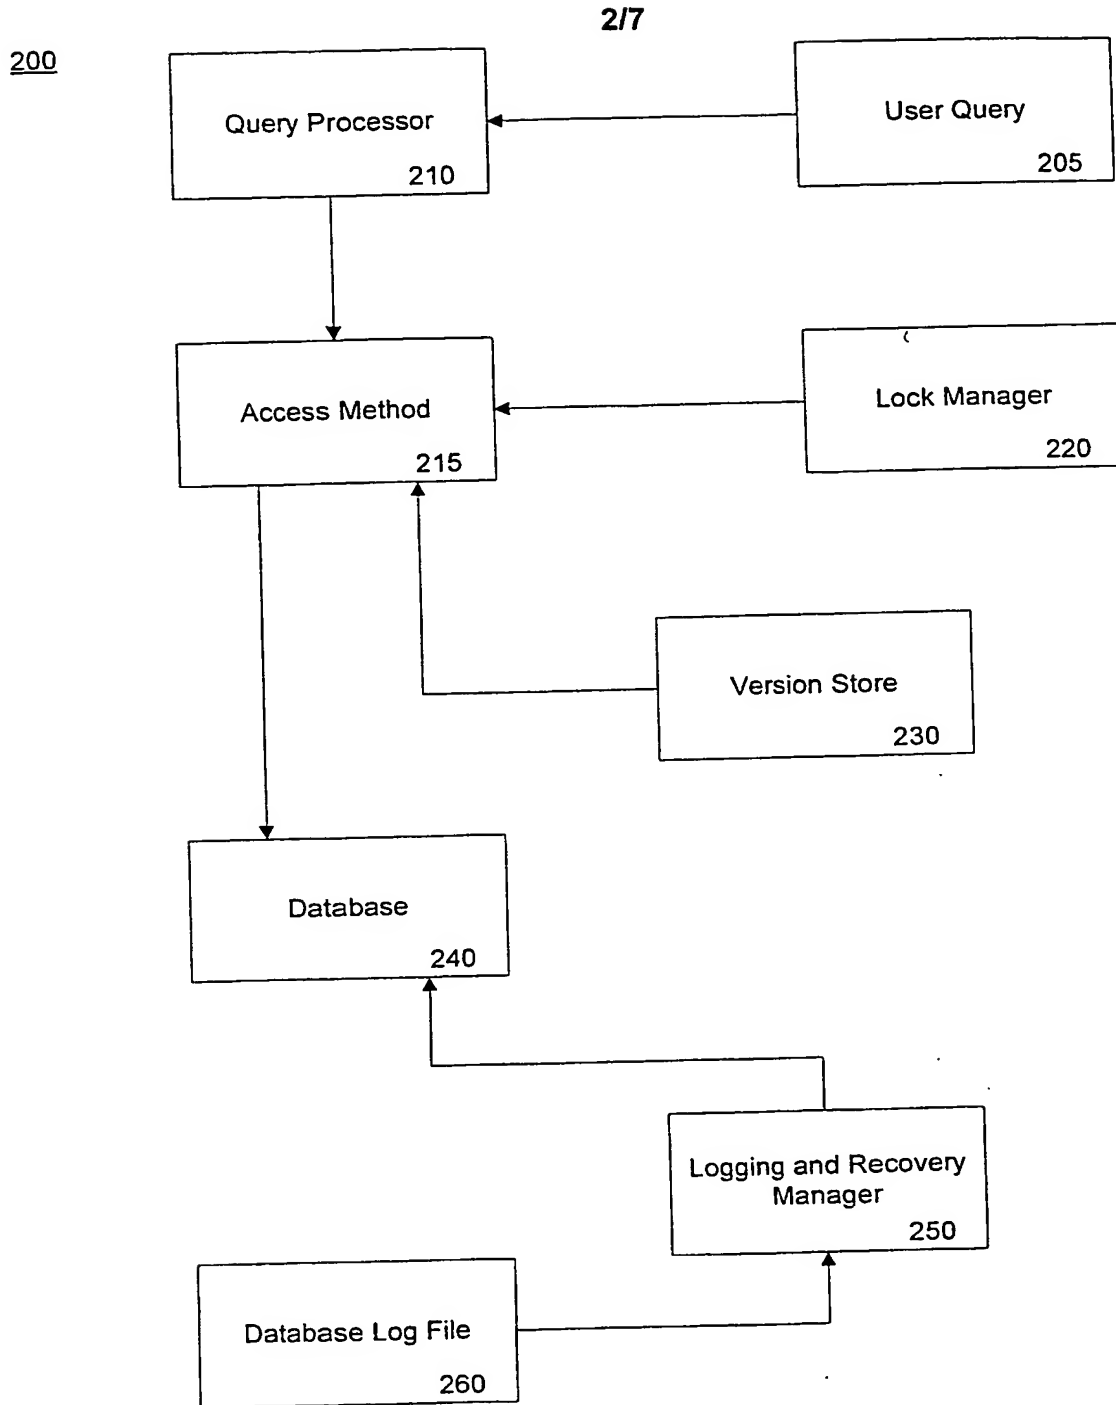 2/7
200
Query Processor
210
User Query
205
Access Method
215
Lock Manager
220
Version Store
230
Database
240
Logging and Recovery
Manager
250
Database Log File
260